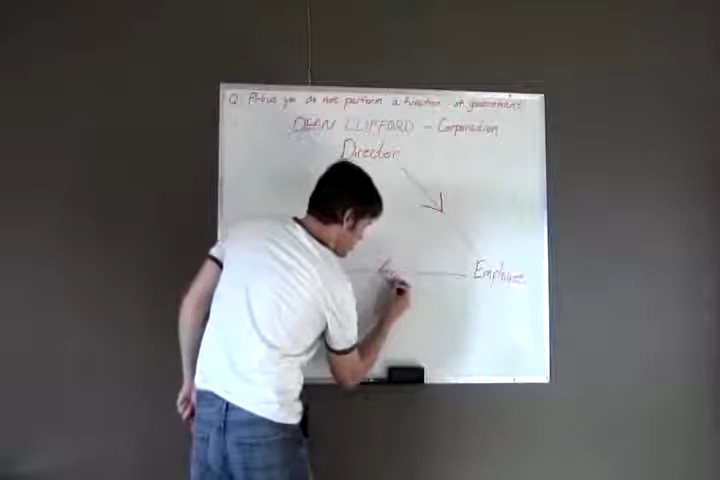 Q Prove you do not perform a function of government
DEAN CLIFFORD - Corporation
Director
Employee